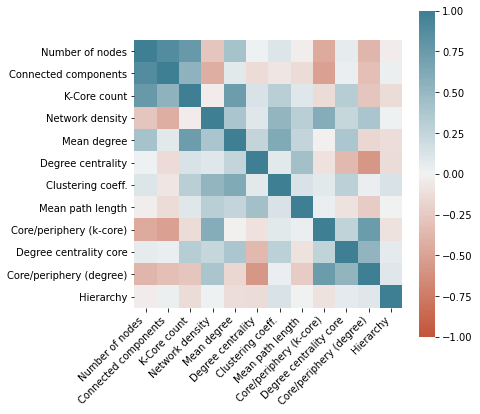 Number of nodes
Connected components
K-Core count
Network density
Mean degree
Degree centrality
Clustering coeff.
Mean path length
Core/periphery (k-core)
Degree centrality core
Core/periphery (degree)
Hierarchy
Number of nodes
Connected components
K-Core count
Network density
Mean degree
Degree centrality
Clustering coeff.
Mean path length
Core/periphery (k-core)
Degree centrality core
Core/periphery (degree)
Hierarchy
1.00
0.75
0.50
0.25
0.00
−0.25
−0.50
−0.75
−1.00